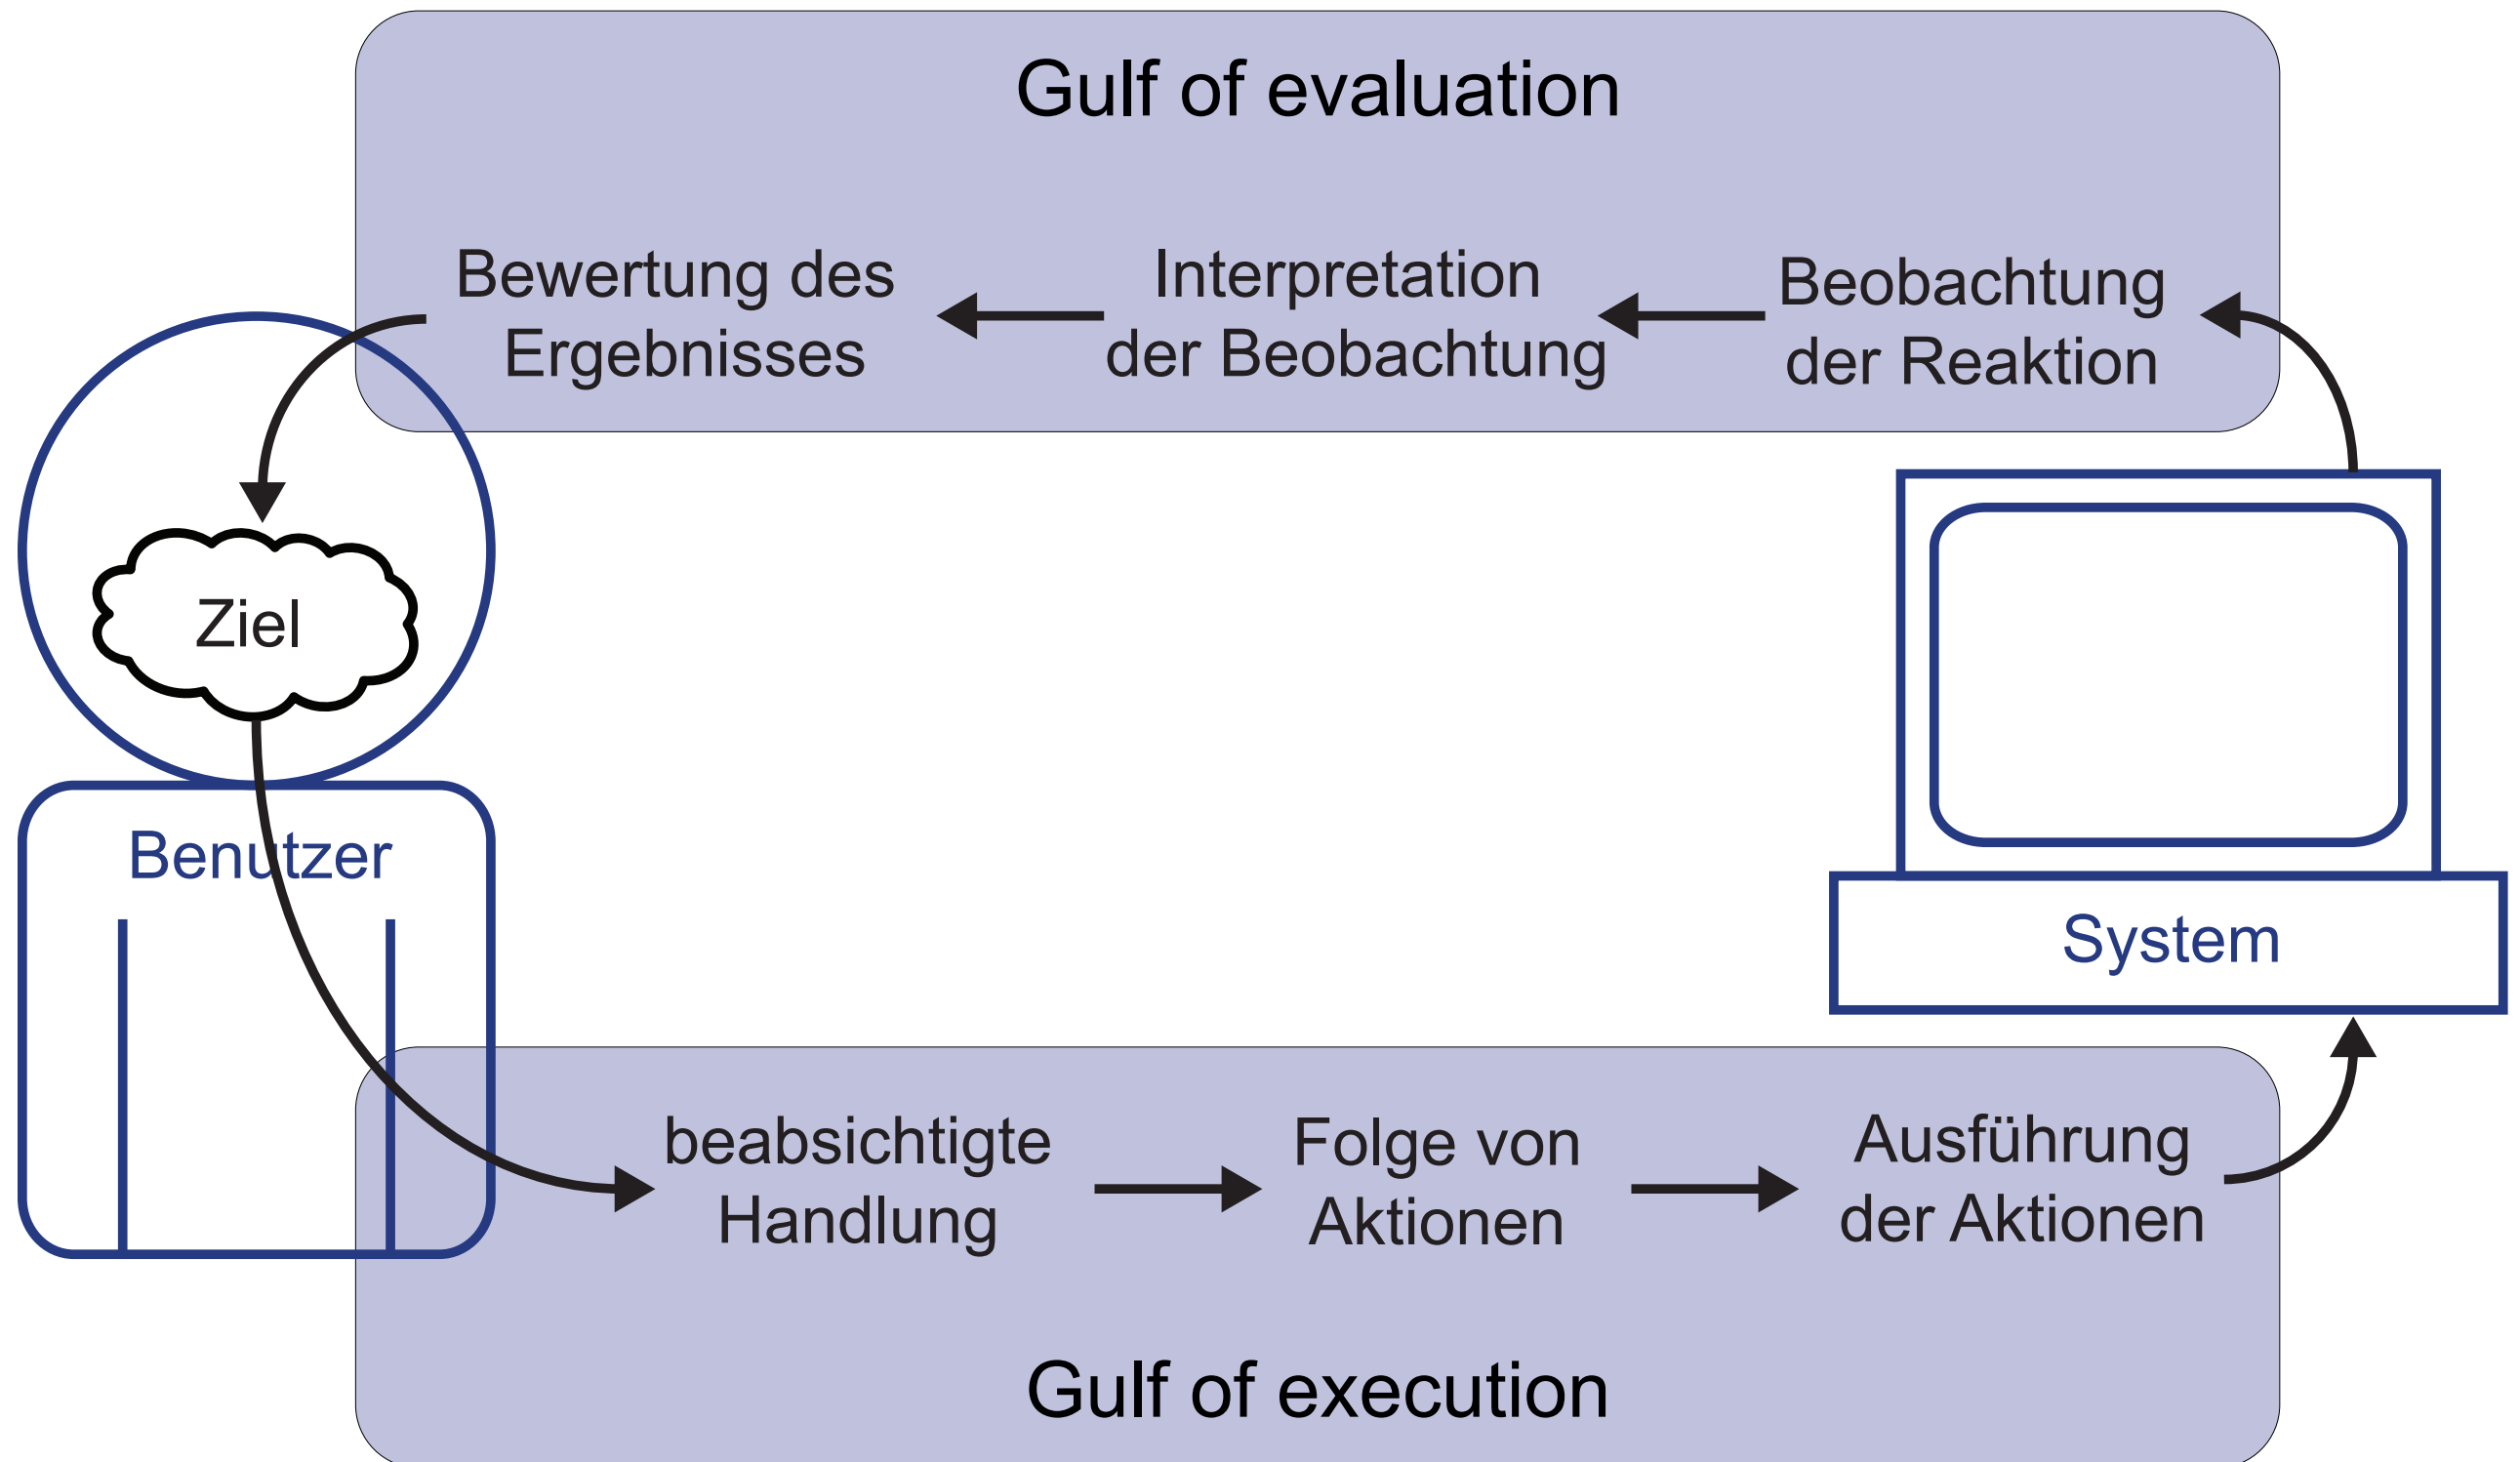 Gulf of evaluation
Bewertung des
Ergebnisses
Interpretation
der Beobachtung
Beobachtung
der Reaktion
Ziel
Benutzer
System
beabsichtigte
Handlung
Folge von
Aktionen
Ausführung
der Aktionen
Gulf of execution